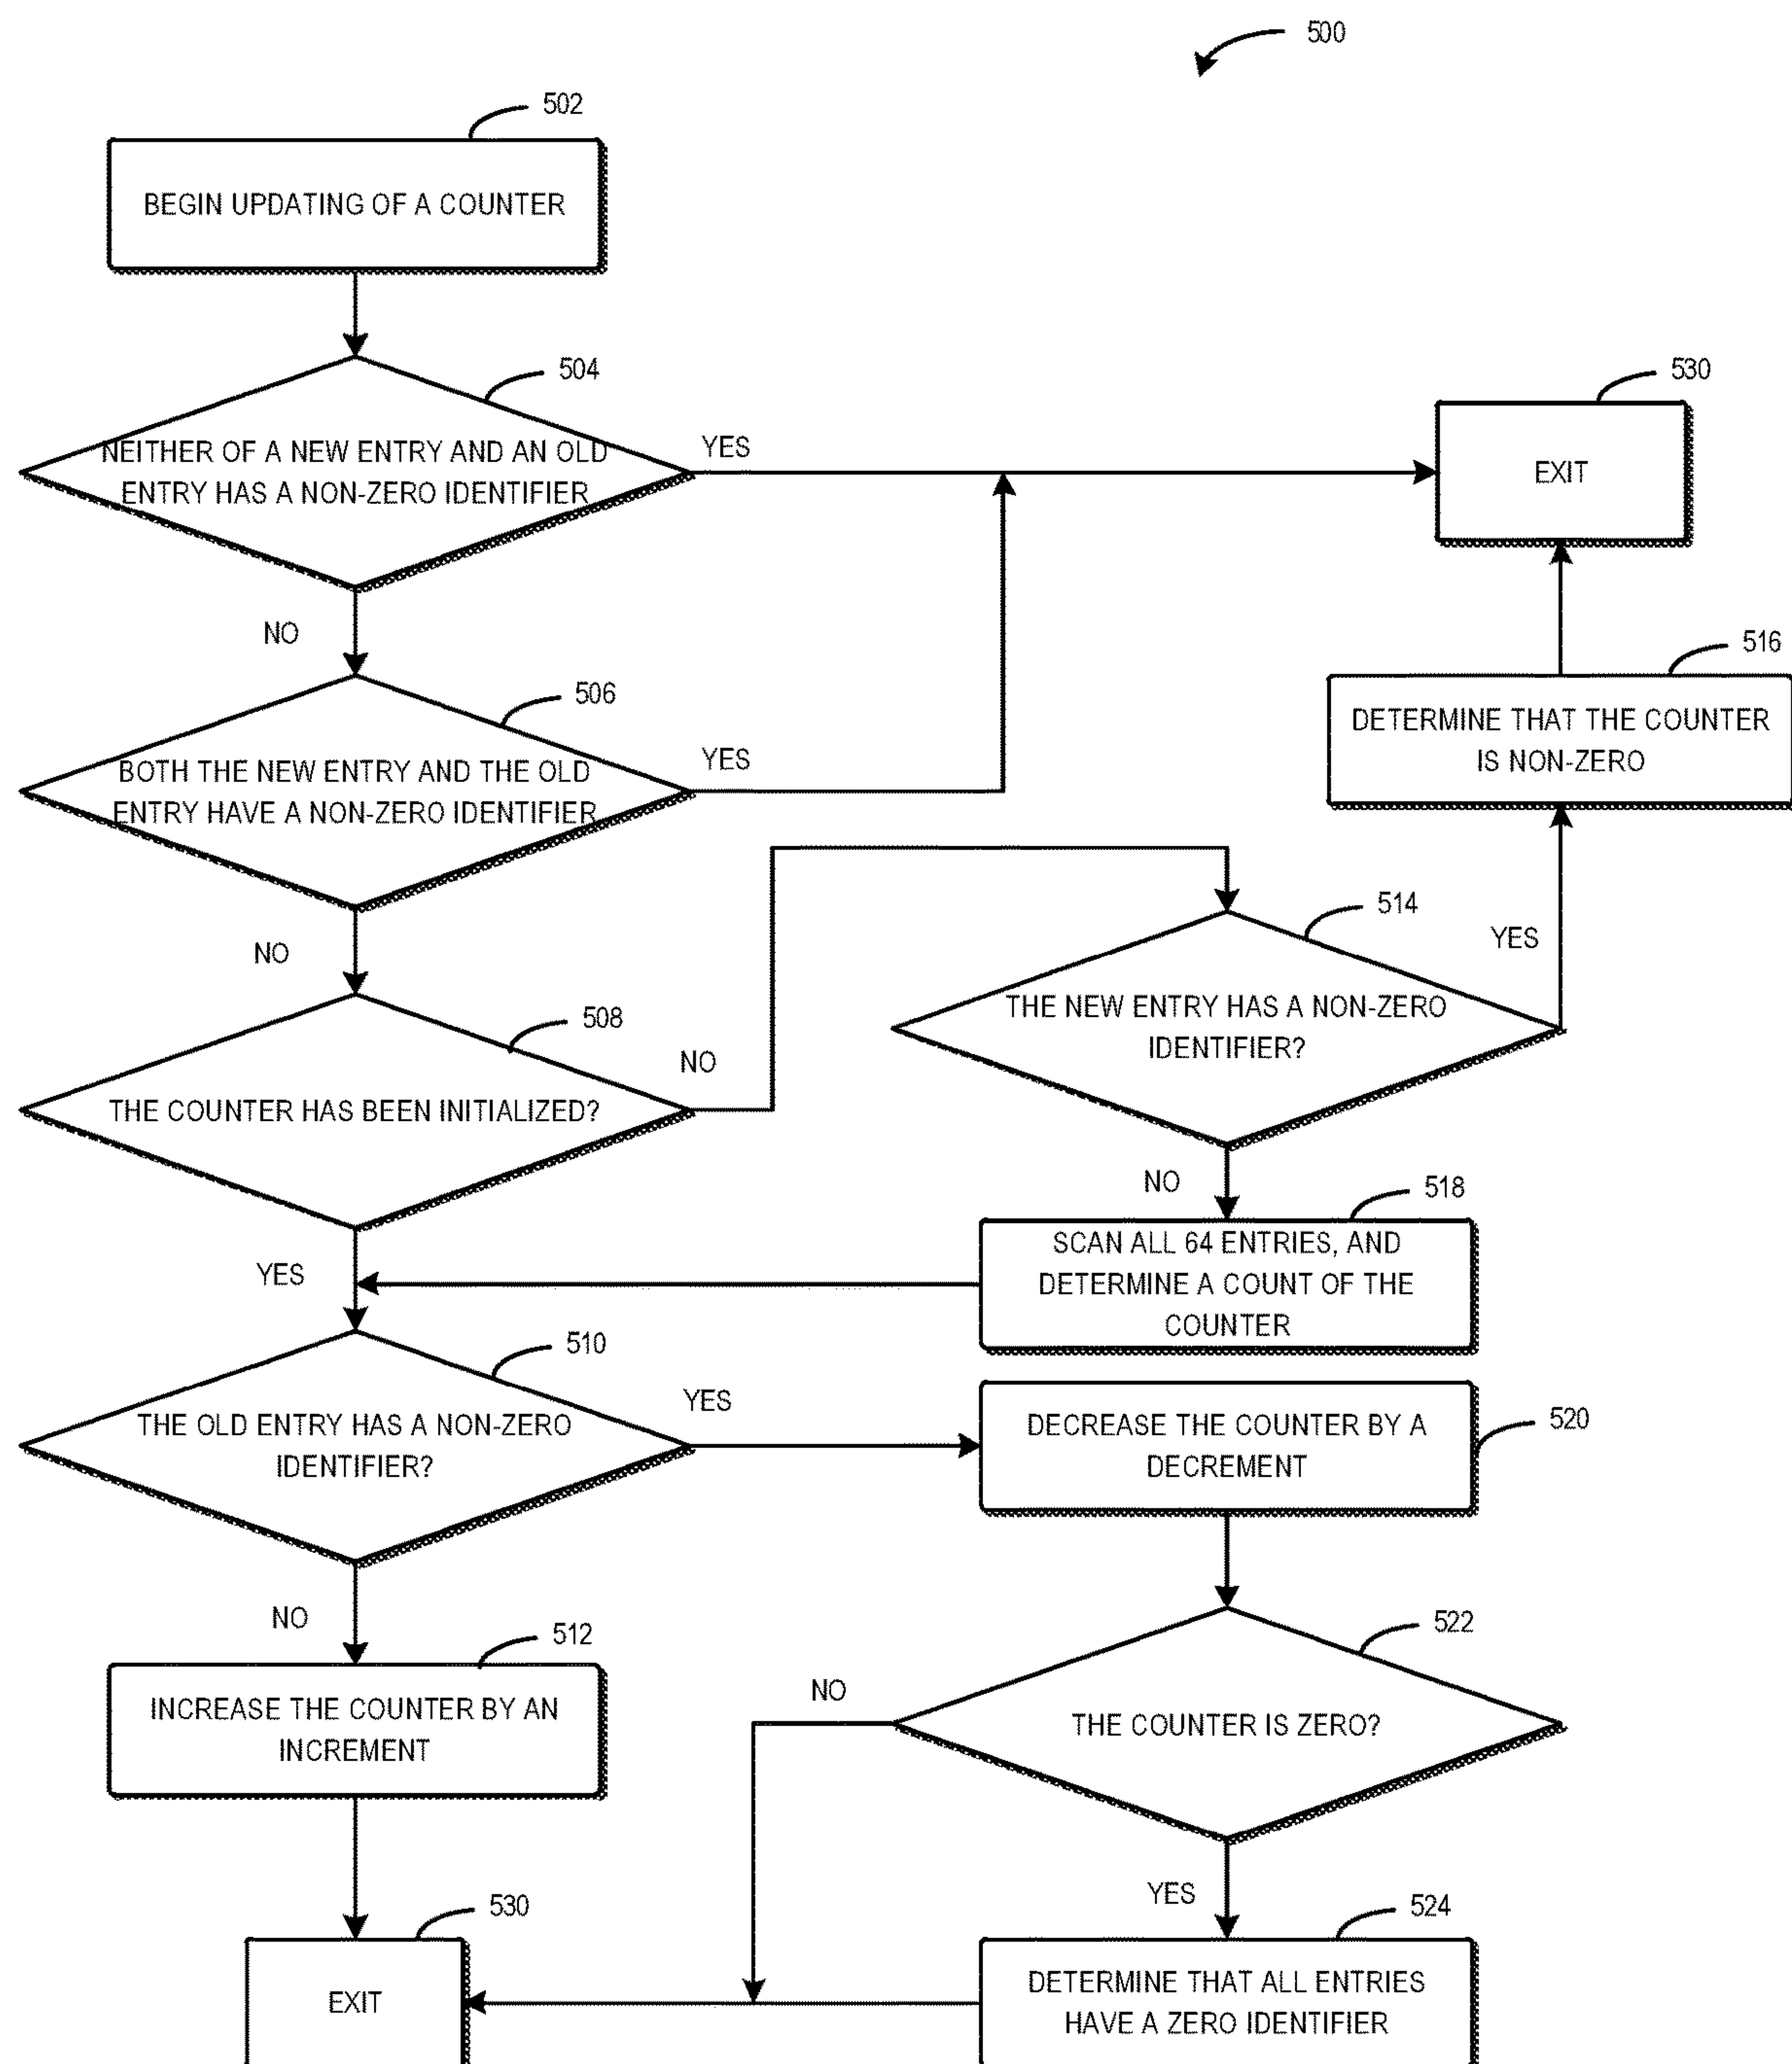 500
502
BEGIN UPDATING OF A COUNTER
504
NEITHER OF A NEW ENTRY AND AN OLD
ENTRY HAS A NON-ZERO IDENTIFIER
YES
530
EXIT
NO
506
BOTH THE NEW ENTRY AND THE OLD
ENTRY HAVE A NON-ZERO IDENTIFIER
YES
516
DETERMINE THAT THE COUNTER
IS NON-ZERO
NO
508
THE COUNTER HAS BEEN INITIALIZED?
NO
514
THE NEW ENTRY HAS A NON-ZERO
IDENTIFIER?
YES
NO
518
SCAN ALL 64 ENTRIES, AND
DETERMINE A COUNT OF THE
COUNTER
YES
510
THE OLD ENTRY HAS A NON-ZERO
IDENTIFIER?
YES
520
DECREASE THE COUNTER BY A
DECREMENT
NO
512
INCREASE THE COUNTER BY AN
INCREMENT
522
THE COUNTER IS ZERO?
NO
YES
524
DETERMINE THAT ALL ENTRIES
HAVE A ZERO IDENTIFIER
530
EXIT